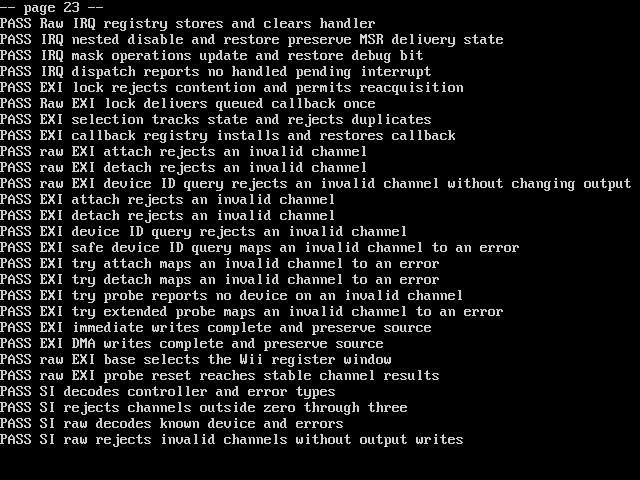 -- page 23 --
PASS Raw IRQ registry stores and clears handler
PASS IRQ nested disable and restore preserve MSR delivery state
PASS IRQ mask operations update and restore debug bit
PASS IRQ dispatch reports no handled pending interrupt
PASS EXI lock rejects contention and permits reacquisition
PASS Raw EXI lock delivers queued callback once
PASS EXI selection tracks state and rejects duplicates
PASS EXI callback registry installs and restores callback
PASS raw EXI attach rejects an invalid channel
PASS raw EXI detach rejects an invalid channel
PASS raw EXI device ID query rejects an invalid channel without changing output
PASS EXI attach rejects an invalid channel
PASS EXI detach rejects an invalid channel
PASS EXI device ID query rejects an invalid channel
PASS EXI safe device ID query maps an invalid channel to an error
PASS EXI try attach maps an invalid channel to an error
PASS EXI try detach maps an invalid channel to an error
PASS EXI try probe reports no device on an invalid channel
PASS EXI try extended probe maps an invalid channel to an error
PASS EXI immediate writes complete and preserve source
PASS EXI DMA writes complete and preserve source
PASS raw EXI base selects the Wii register window
PASS raw EXI probe reset reaches stable channel results
PASS SI decodes controller and error types
PASS SI rejects channels outside zero through three
PASS SI raw decodes known device and errors
PASS SI raw rejects invalid channels without output writes